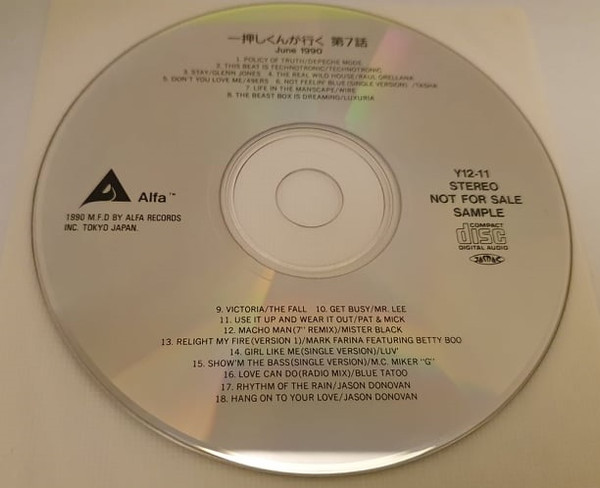 一押しくんが行く 第7話
June 1990
1. POLICY OF TRUTH/DEPECHE MODE
2. THIS BEAT IS TECHNOTRONIC/TECHNOTRONIC
3. STAY/GLENN JONES 4. THE REAL WILD HOUSE/RAUL ORELLANA
5. DON'T YOU LOVE ME/49ERS 6. NOT FEELIN' BLUE(SINGLE VERSION) /TASHA
7. LIFE IN THE MANSCAPE/WIRE
8. THE BEAST BOX IS DREAMING/LUXURIA
Alfa™
1990 M.F.D BY ALFA RECORDS
INC. TOKYO JAPAN.
Y12-11
STEREO
NOT FOR SALE
SAMPLE
COMPACT
disc
DIGITAL AUDIO
JASRAC
9. VICTORIA/THE FALL 10. GET BUSY/MR. LEE
11. USE IT UP AND WEAR IT OUT/PAT & MICK
12. MACHO MAN(7" REMIX)/MISTER BLACK
13. RELIGHT MY FIRE(VERSION 1)/MARK FARINA FEATURING BETTY BOO
14. GIRL LIKE ME(SINGLE VERSION)/LUV'
15. SHOW'M THE BASS(SINGLE VERSION)/M.C. MIKER "G"
16. LOVE CAN DO(RADIO MIX)/BLUE TATOO
17. RHYTHM OF THE RAIN/JASON DONOVAN
18. HANG ON TO YOUR LOVE/JASON DONOVAN